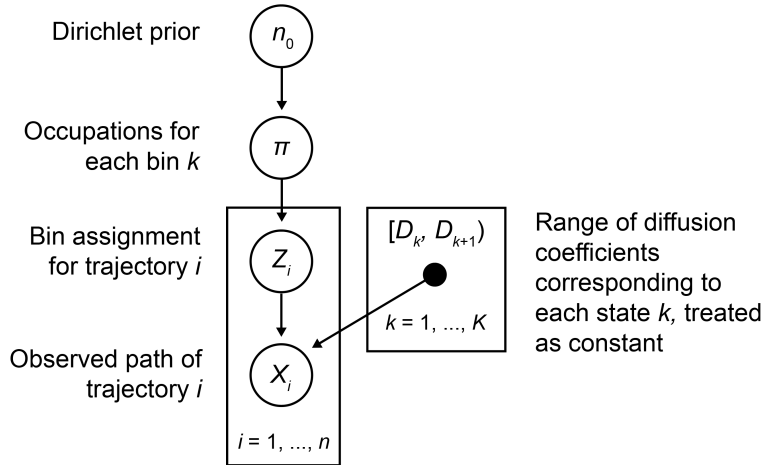 Dirichlet prior
n₀
Occupations for
each bin k
π
Bin assignment
for trajectory i
Zᵢ
[Dₖ, Dₖ₊₁)
k = 1, ..., K
Range of diffusion
coefficients
corresponding to
each state k, treated
as constant
Observed path of
trajectory i
Xᵢ
i = 1, ..., n